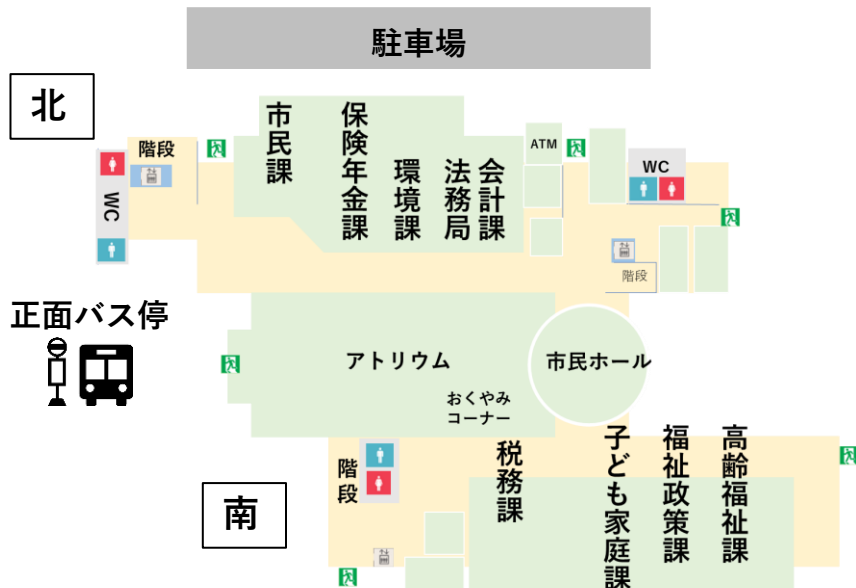 駐車場
北
市民課
保険年金課
環境課
法務局
会計課
ATM
階段
WC
WC
階段
正面バス停
アトリウム
市民ホール
おくやみ
コーナー
階段
税務課
子ども家庭課
福祉政策課
高齢福祉課
南